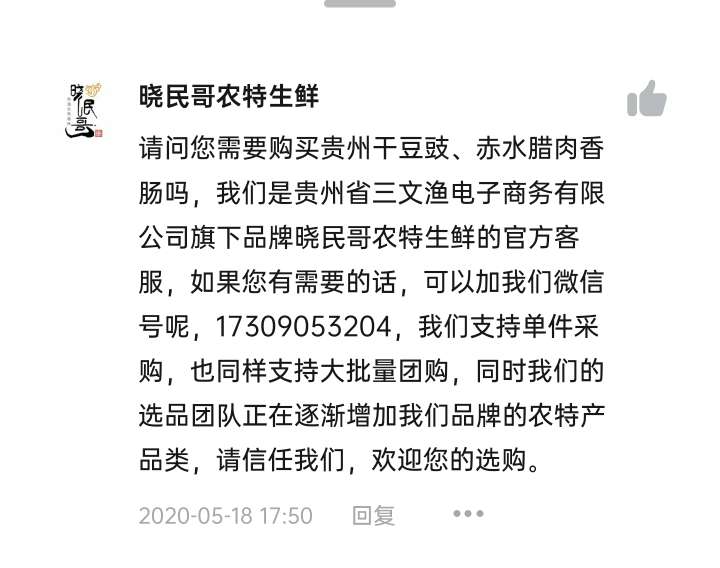 晓民哥
晓民哥农特生鲜
请问您需要购买贵州干豆豉、赤水腊肉香
肠吗，我们是贵州省三文渔电子商务有限
公司旗下品牌晓民哥农特生鲜的官方客
服，如果您有需要的话，可以加我们微信
号呢，17309053204，我们支持单件采
购，也同样支持大批量团购，同时我们的
选品团队正在逐渐增加我们品牌的农特产
品类，请信任我们，欢迎您的选购。
2020-05-18 17:50 回复